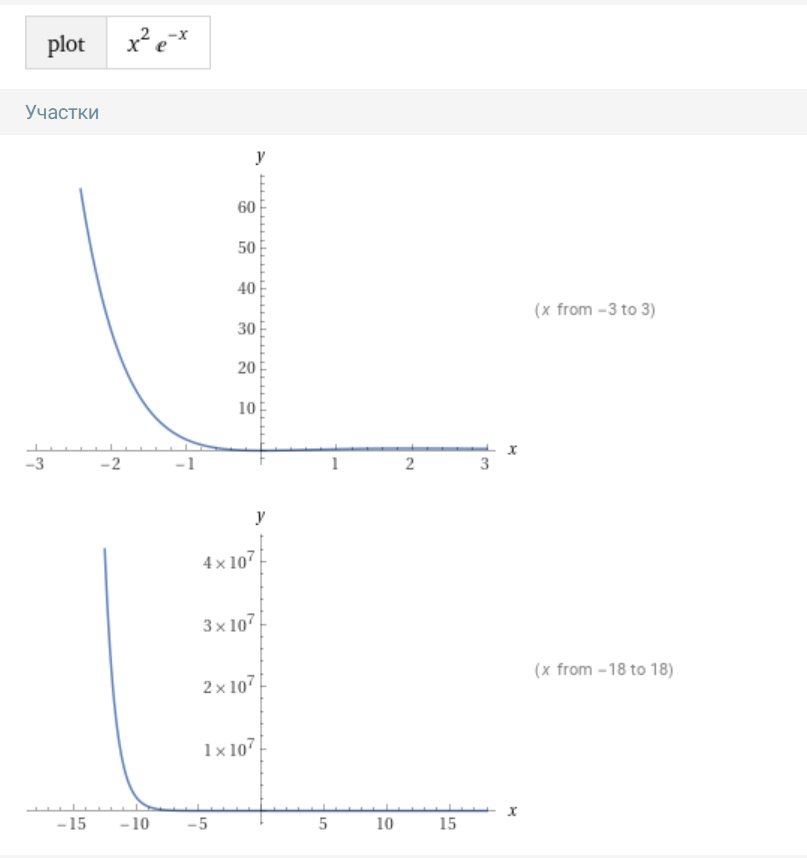 plot x² e⁻ˣ
Участки
y
60
50
40
30
20
10
(x from −3 to 3)
−3 −2 −1 1 2 3 x
y
4×10⁷
3×10⁷
2×10⁷
1×10⁷
(x from −18 to 18)
−15 −10 −5 5 10 15 x